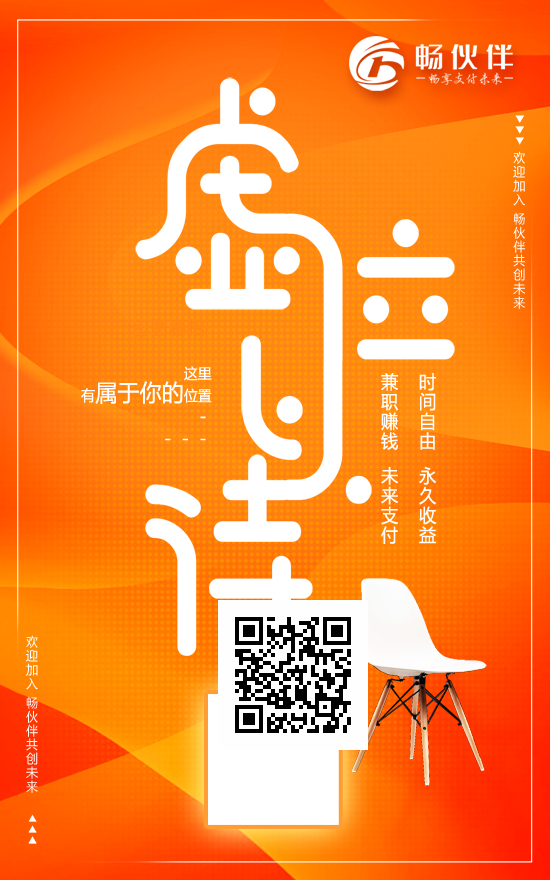 畅伙伴
畅享支付未来
虚位以待
欢迎加入 畅伙伴共创未来
这里
有属于你的位置
时间自由 永久收益
兼职赚钱 未来支付
欢迎加入 畅伙伴共创未来